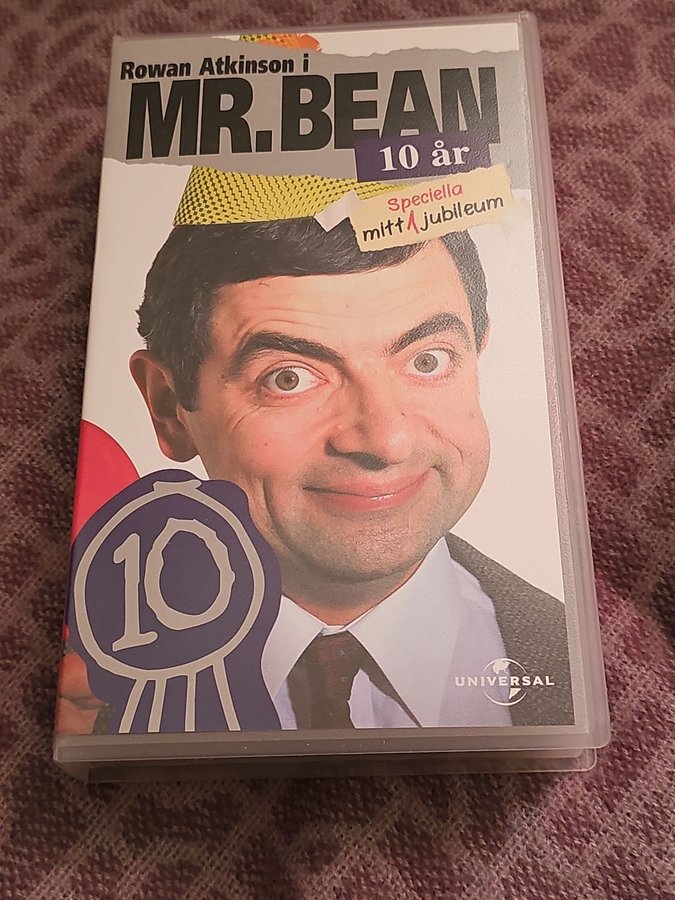 Rowan Atkinson i
MR. BEAN
10 år
Speciella
mitt jubileum
10
UNIVERSAL